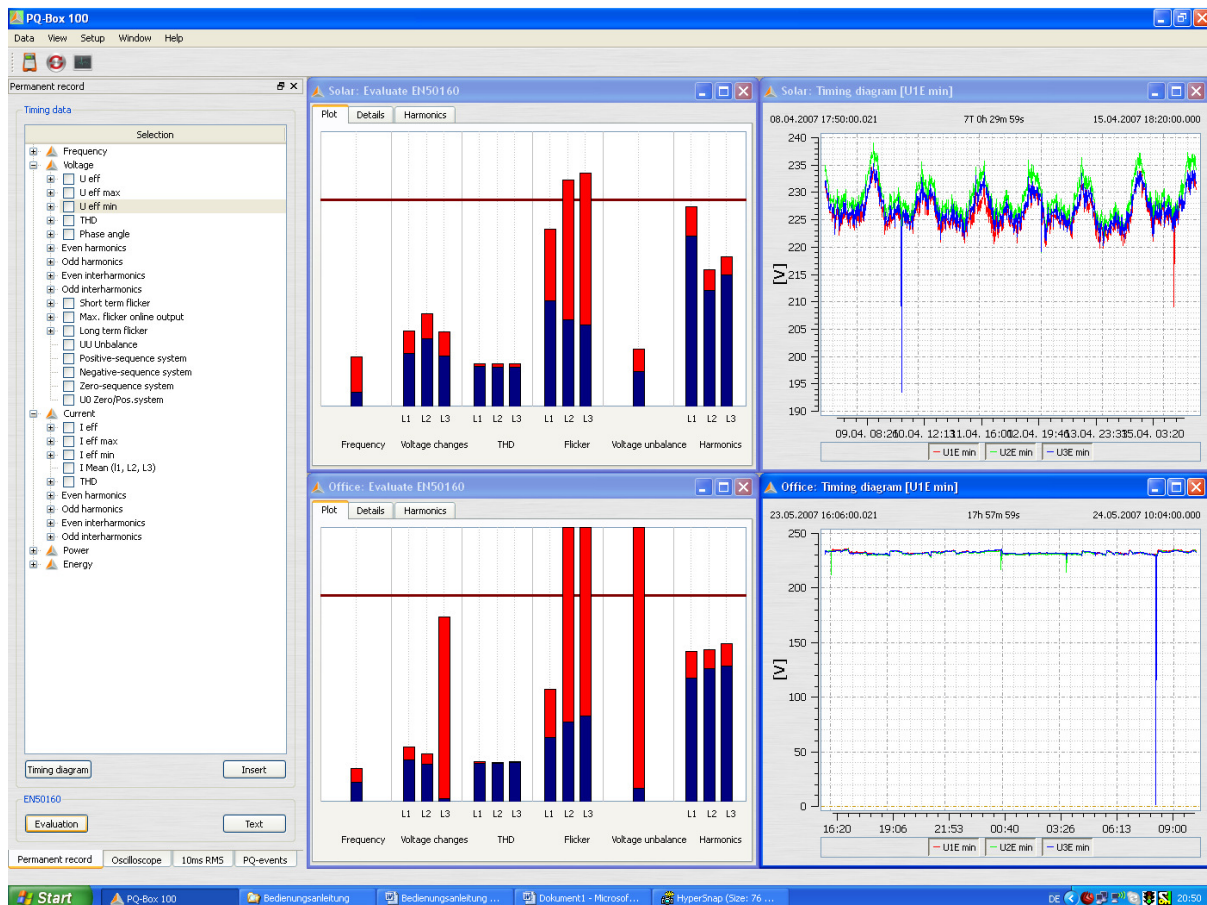 PQ-Box 100
Data View Setup Window Help
Permanent record
Timing data
Selection
Frequency
Voltage
U eff
U eff max
U eff min
THD
Phase angle
Even harmonics
Odd harmonics
Even interharmonics
Odd interharmonics
Short term flicker
Max. flicker online output
Long term flicker
UU Unbalance
Positive-sequence system
Negative-sequence system
Zero-sequence system
U0 Zero/Pos.system
Current
I eff
I eff max
I eff min
I Mean (I1, L2, L3)
THD
Even harmonics
Odd harmonics
Even interharmonics
Odd interharmonics
Power
Energy
Timing diagram Insert
EN50160
Evaluation Text
Permanent record Oscilloscope 10ms RMS PQ-events
Solar: Evaluate EN50160
Plot Details Harmonics
L1 L2 L3 L1 L2 L3 L1 L2 L3 L1 L2 L3
Frequency Voltage changes THD Flicker Voltage unbalance Harmonics
Solar: Timing diagram [U1E min]
08.04.2007 17:50:00.021 7T 0h 29m 59s 15.04.2007 18:20:00.000
240
235
230
225
220
215
210
205
200
195
190
[V]
09.04. 08:26 10.04. 12:13 11.04. 16:00 12.04. 19:46 13.04. 23:33 15.04. 03:20
U1E min U2E min U3E min
Office: Evaluate EN50160
Plot Details Harmonics
L1 L2 L3 L1 L2 L3 L1 L2 L3 L1 L2 L3
Frequency Voltage changes THD Flicker Voltage unbalance Harmonics
Office: Timing diagram [U1E min]
23.05.2007 16:06:00.021 17h 57m 59s 24.05.2007 10:04:00.000
250
200
150
100
50
0
[V]
16:20 19:06 21:53 00:40 03:26 06:13 09:00
U1E min U2E min U3E min
Start PQ-Box 100 Bedienungsanleitung Bedienungsanleitung ... Dokument1 - Microsof... HyperSnap (Size: 76 ... DE 20:50